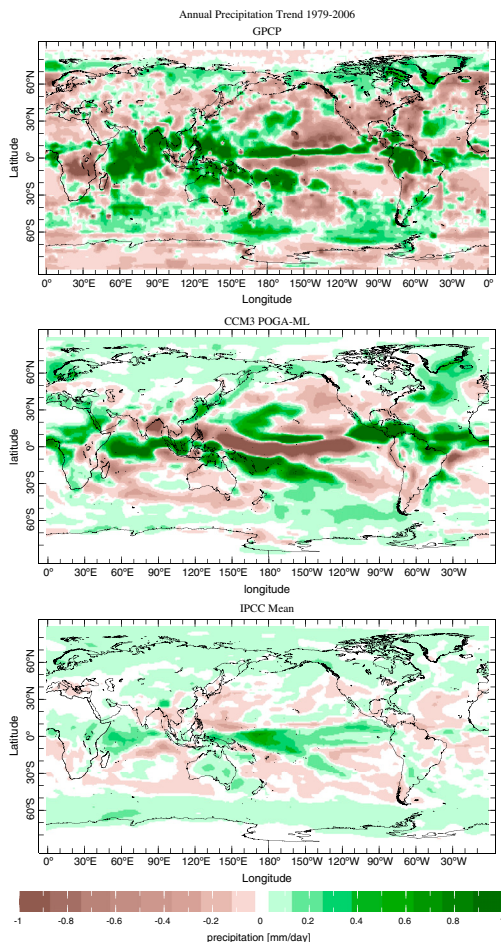 Annual Precipitation Trend 1979-2006
GPCP
60°N
30°N
0°
30°S
60°S
Latitude
0° 30°E 60°E 90°E 120°E 150°E 180° 150°W 120°W 90°W 60°W 30°W 0°
Longitude
CCM3 POGA-ML
60°N
30°N
0°
30°S
60°S
latitude
0° 30°E 60°E 90°E 120°E 150°E 180° 150°W 120°W 90°W 60°W 30°W
longitude
IPCC Mean
60°N
30°N
0°
30°S
60°S
Latitude
0° 30°E 60°E 90°E 120°E 150°E 180° 150°W 120°W 90°W 60°W 30°W
Longitude
-1 -0.8 -0.6 -0.4 -0.2 0 0.2 0.4 0.6 0.8
precipitation [mm/day]